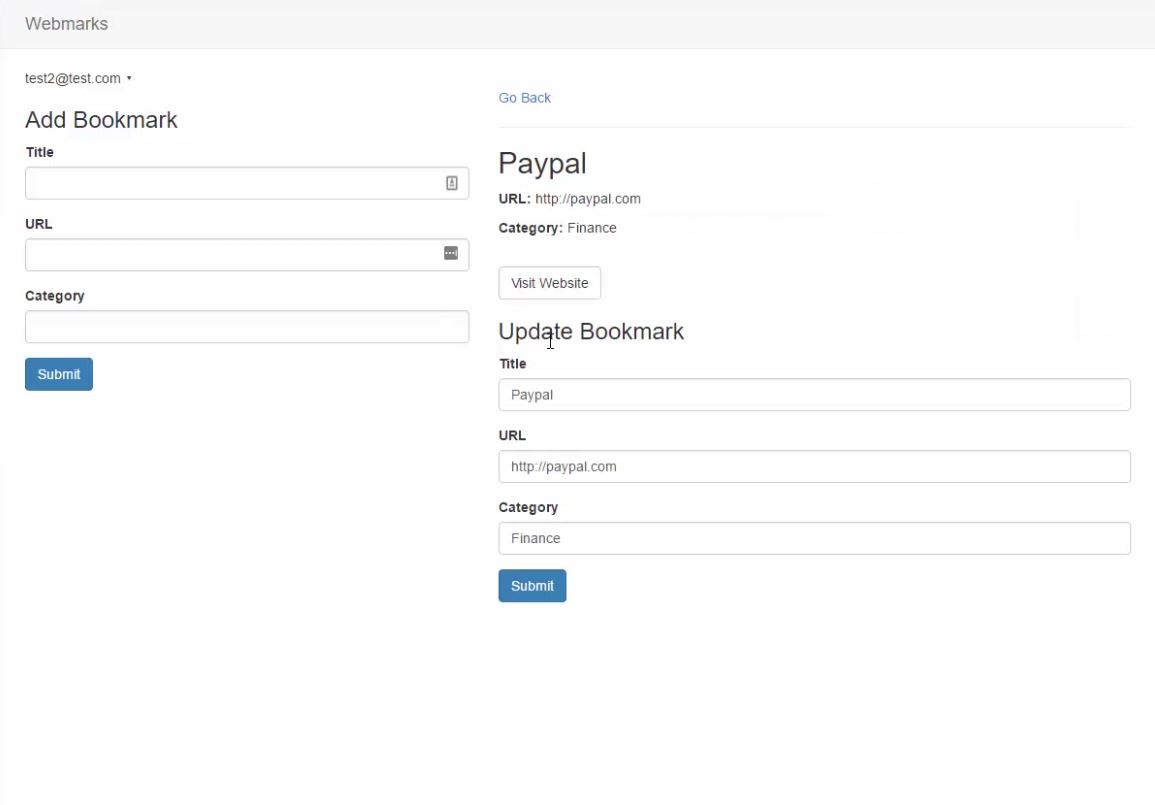 Webmarks
test2@test.com
Add Bookmark
Title
URL
Category
Submit
Go Back
Paypal
URL: http://paypal.com
Category: Finance
Visit Website
Update Bookmark
Title
Paypal
URL
http://paypal.com
Category
Finance
Submit